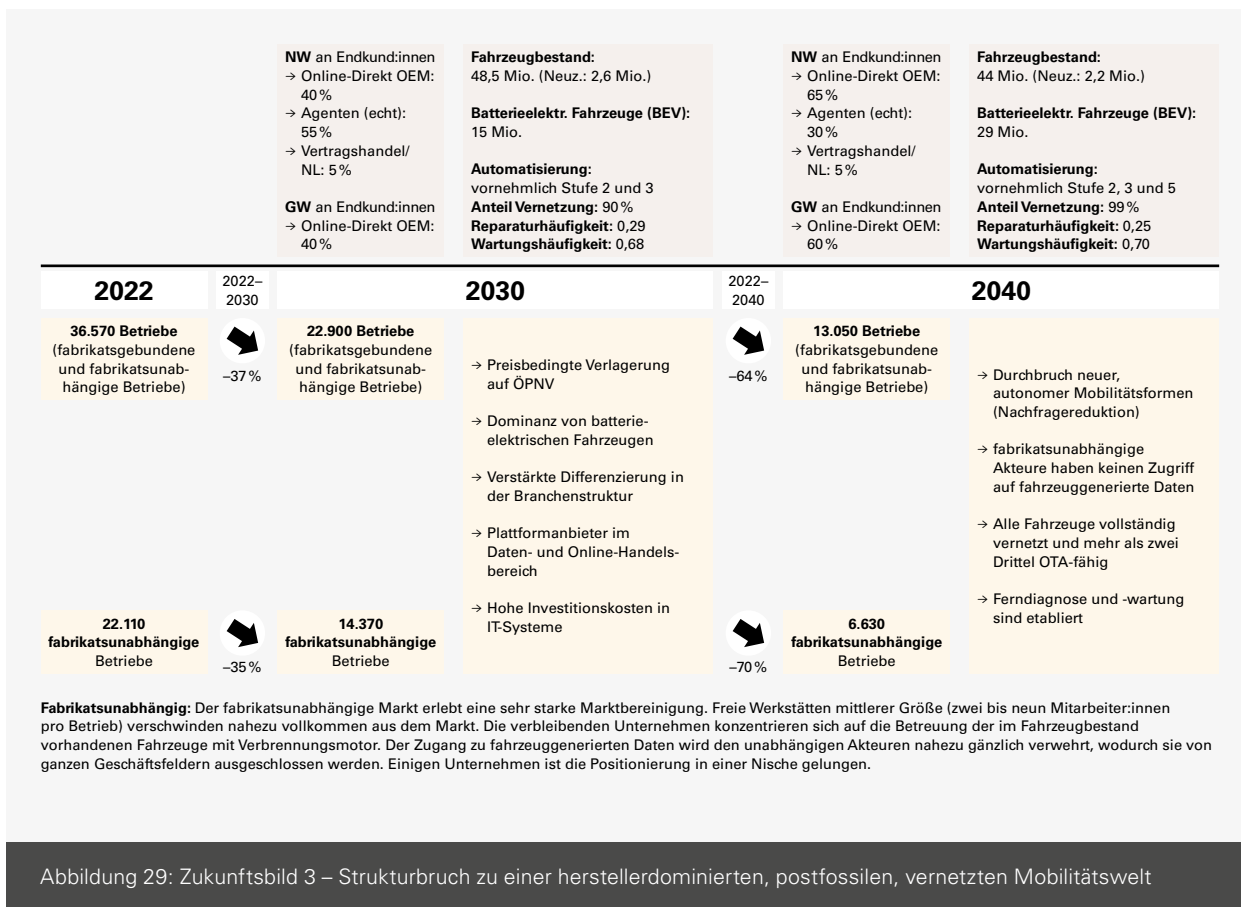 NW an Endkund:innen
→ Online-Direkt OEM:
40 %
→ Agenten (echt):
55 %
→ Vertragshandel/
NL: 5 %
GW an Endkund:innen
→ Online-Direkt OEM:
40 %
Fahrzeugbestand:
48,5 Mio. (Neuz.: 2,6 Mio.)
Batterieelektr. Fahrzeuge (BEV):
15 Mio.
Automatisierung:
vornehmlich Stufe 2 und 3
Anteil Vernetzung: 90 %
Reparaturhäufigkeit: 0,29
Wartungshäufigkeit: 0,68
NW an Endkund:innen
→ Online-Direkt OEM:
65 %
→ Agenten (echt):
30 %
→ Vertragshandel/
NL: 5 %
GW an Endkund:innen
→ Online-Direkt OEM:
60 %
Fahrzeugbestand:
44 Mio. (Neuz.: 2,2 Mio.)
Batterieelektr. Fahrzeuge (BEV):
29 Mio.
Automatisierung:
vornehmlich Stufe 2, 3 und 5
Anteil Vernetzung: 99 %
Reparaturhäufigkeit: 0,25
Wartungshäufigkeit: 0,70
2022
2022–
2030
2030
2022–
2040
2040
36.570 Betriebe
(fabrikatsgebundene
und fabrikatsunab-
hängige Betriebe)
–37 %
22.900 Betriebe
(fabrikatsgebundene
und fabrikatsunab-
hängige Betriebe)
→ Preisbedingte Verlagerung
auf ÖPNV
→ Dominanz von batterie-
elektrischen Fahrzeugen
→ Verstärkte Differenzierung in
der Branchenstruktur
→ Plattformanbieter im
Daten- und Online-Handels-
bereich
→ Hohe Investitionskosten in
IT-Systeme
–64 %
13.050 Betriebe
(fabrikatsgebundene
und fabrikatsunab-
hängige Betriebe)
→ Durchbruch neuer,
autonomer Mobilitätsformen
(Nachfragereduktion)
→ fabrikatsunabhängige
Akteure haben keinen Zugriff
auf fahrzeuggenerierte Daten
→ Alle Fahrzeuge vollständig
vernetzt und mehr als zwei
Drittel OTA-fähig
→ Ferndiagnose und -wartung
sind etabliert
22.110
fabrikatsunabhängige
Betriebe
–35 %
14.370
fabrikatsunabhängige
Betriebe
–70 %
6.630
fabrikatsunabhängige
Betriebe
Fabrikatsunabhängig: Der fabrikatsunabhängige Markt erlebt eine sehr starke Marktbereinigung. Freie Werkstätten mittlerer Größe (zwei bis neun Mitarbeiter:innen
pro Betrieb) verschwinden nahezu vollkommen aus dem Markt. Die verbleibenden Unternehmen konzentrieren sich auf die Betreuung der im Fahrzeugbestand
vorhandenen Fahrzeuge mit Verbrennungsmotor. Der Zugang zu fahrzeuggenerierten Daten wird den unabhängigen Akteuren nahezu gänzlich verwehrt, wodurch sie von
ganzen Geschäftsfeldern ausgeschlossen werden. Einigen Unternehmen ist die Positionierung in einer Nische gelungen.
Abbildung 29: Zukunftsbild 3 – Strukturbruch zu einer herstellerdominierten, postfossilen, vernetzten Mobilitätswelt